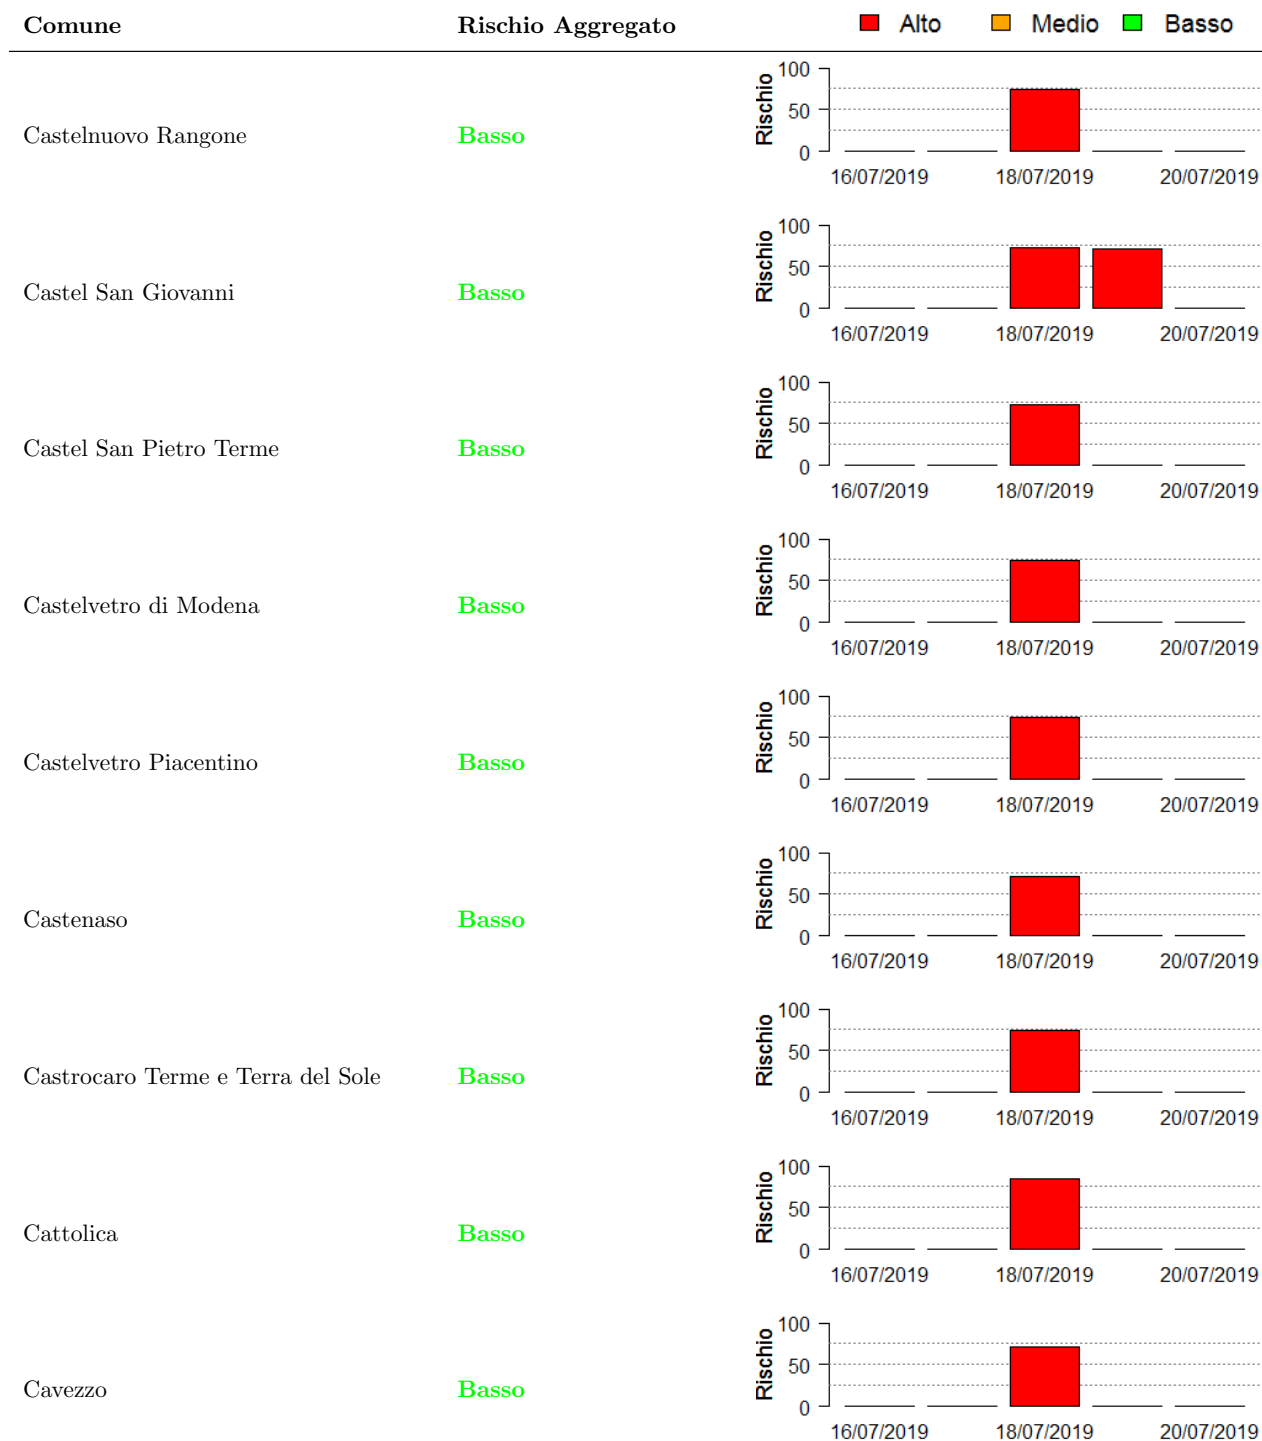 Comune Rischio Aggregato Alto Medio Basso
Castelnuovo Rangone Basso Rischio 100 50 0
16/07/2019 18/07/2019 20/07/2019
Castel San Giovanni Basso Rischio 100 50 0
16/07/2019 18/07/2019 20/07/2019
Castel San Pietro Terme Basso Rischio 100 50 0
16/07/2019 18/07/2019 20/07/2019
Castelvetro di Modena Basso Rischio 100 50 0
16/07/2019 18/07/2019 20/07/2019
Castelvetro Piacentino Basso Rischio 100 50 0
16/07/2019 18/07/2019 20/07/2019
Castenaso Basso Rischio 100 50 0
16/07/2019 18/07/2019 20/07/2019
Castrocaro Terme e Terra del Sole Basso Rischio 100 50 0
16/07/2019 18/07/2019 20/07/2019
Cattolica Basso Rischio 100 50 0
16/07/2019 18/07/2019 20/07/2019
Cavezzo Basso Rischio 100 50 0
16/07/2019 18/07/2019 20/07/2019